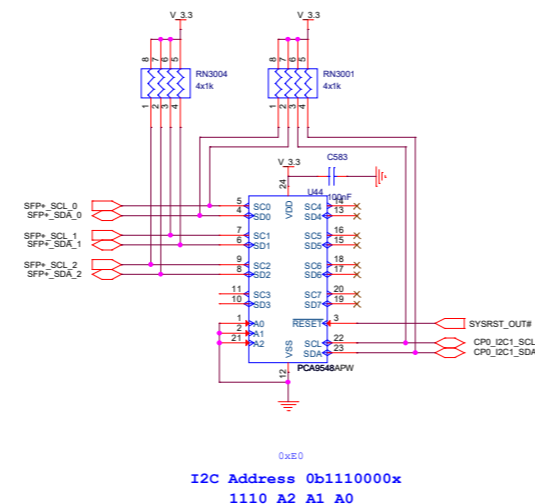 V_3.3
V_3.3
8 7 6 5
RN3004
4x1k
1 2 3 4
8 7 6 5
RN3001
4x1k
1 2 3 4
V_3.3
C583
100nF
24
U44
VDD
SFP+_SCL_0 5 SC0 SC4 14
SFP+_SDA_0 4 SD0 SD4 13
SFP+_SCL_1 7 SC1 SC5 16
SFP+_SDA_1 6 SD1 SD5 15
SFP+_SCL_2 9 SC2 SC6 18
SFP+_SDA_2 8 SD2 SD6 17
11 SC3 SC7 20
10 SD3 SD7 19
1 A0 RESET 3 SYSRST_OUT#
2 A1
21 A2 SCL 22 CP0_I2C1_SCL
SDA 23 CP0_I2C1_SDA
VSS
12
PCA9548APW
0xE0
I2C Address 0b1110000x
1110 A2 A1 A0